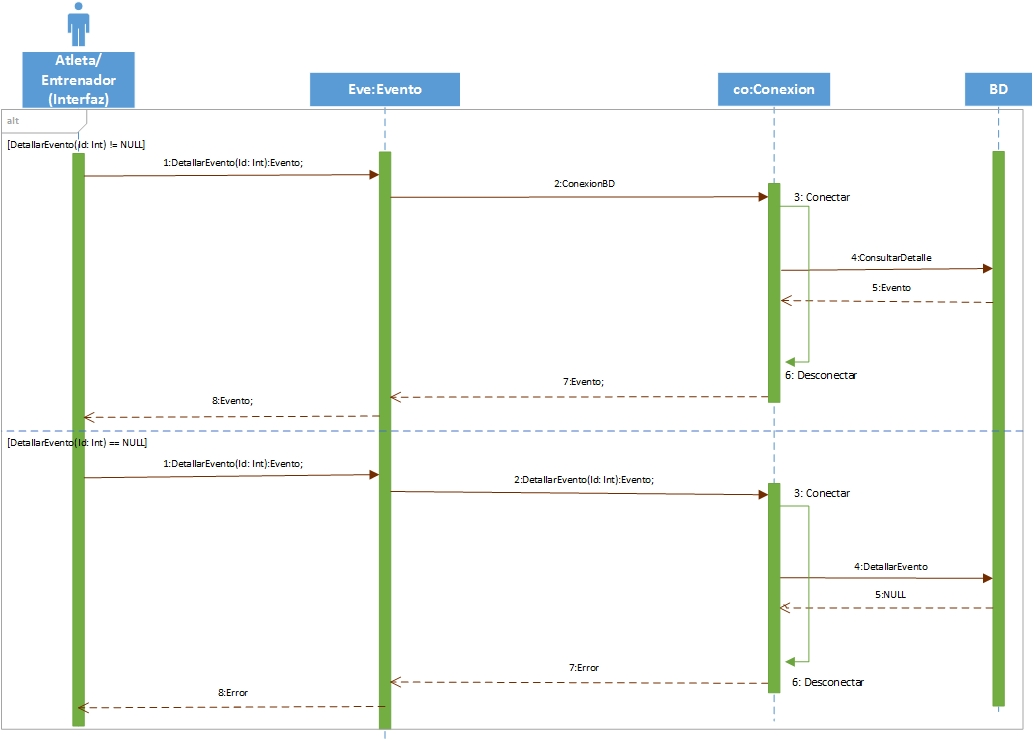 Atleta/
Entrenador
(Interfaz)
Eve:Evento
co:Conexion
BD
alt
[DetallarEvento(Id: Int) != NULL]
1:DetallarEvento(Id: Int):Evento;
2:ConexionBD
3: Conectar
4:ConsultarDetalle
5:Evento
6: Desconectar
7:Evento;
8:Evento;
[DetallarEvento(Id: Int) == NULL]
1:DetallarEvento(Id: Int):Evento;
2:DetallarEvento(Id: Int):Evento;
3: Conectar
4:DetallarEvento
5:NULL
6: Desconectar
7:Error
8:Error